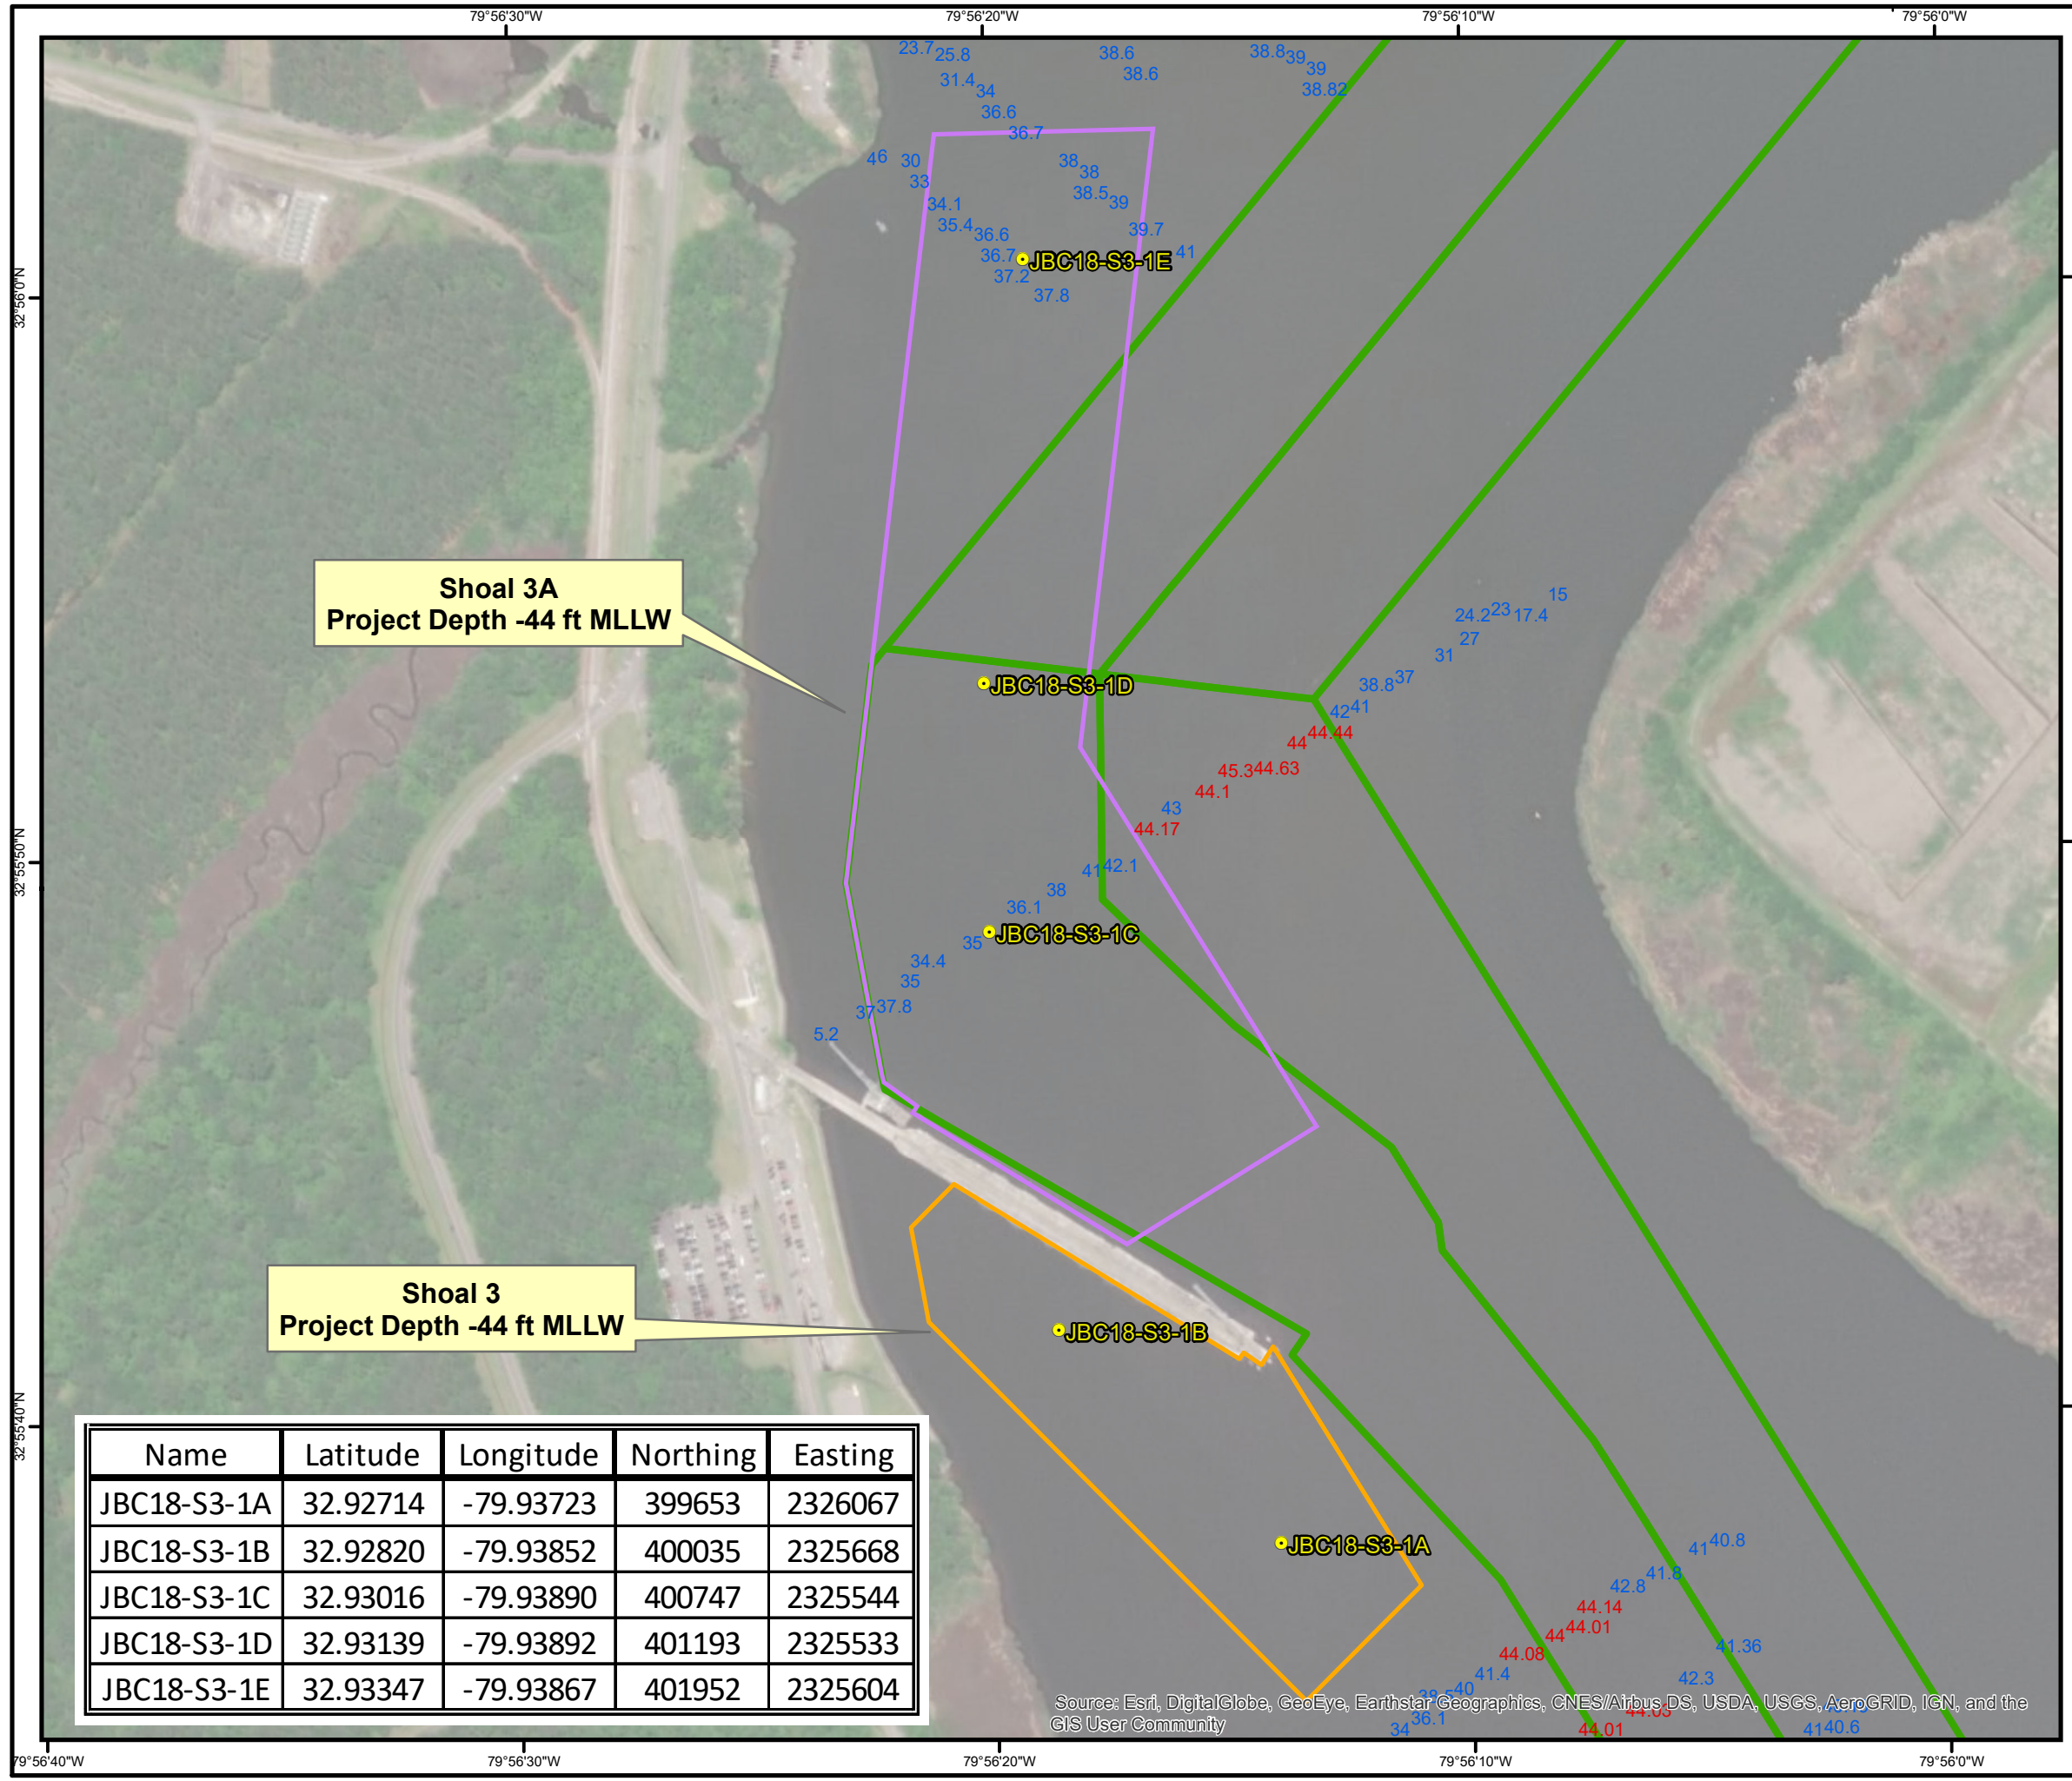 79°56'30"W 79°56'20"W 79°56'10"W 79°56'0"W
23.7 25.8 38.6 38.8 39
31.4 34 38.6 39 38.82
36.6
36.7
46 30 38 38
33 38.5 39
34.1
35.4 36.6 39.7
36.7 JBC18-S3-1E 41
37.2
37.8
32°56'0"N
Shoal 3A
Project Depth -44 ft MLLW
15
24.2 23 17.4
27
31
38.8 37
JBC18-S3-1D
42 41
44 44.44
45.3 44.63
44.1
43
44.17
32°55'50"N
41 42.1
38
36.1
JBC18-S3-1C
35
34.4
35
37 37.8
5.2
Shoal 3
Project Depth -44 ft MLLW
JBC18-S3-1B
32°55'40"N
Name Latitude Longitude Northing Easting
JBC18-S3-1A 32.92714 -79.93723 399653 2326067
JBC18-S3-1B 32.92820 -79.93852 400035 2325668
JBC18-S3-1C 32.93016 -79.93890 400747 2325544
JBC18-S3-1D 32.93139 -79.93892 401193 2325533
JBC18-S3-1E 32.93347 -79.93867 401952 2325604
JBC18-S3-1A
41 40.8
42.8 41.8
44.14
44 44.01
44.08 41.36
41.4 42.3
40
Source: Esri, DigitalGlobe, GeoEye, Earthstar Geographics, CNES/Airbus DS, USDA, USGS, AeroGRID, IGN, and the
GIS User Community
34 36.1 44.01 41 40.6
79°56'40"W 79°56'30"W 79°56'20"W 79°56'10"W 79°56'0"W